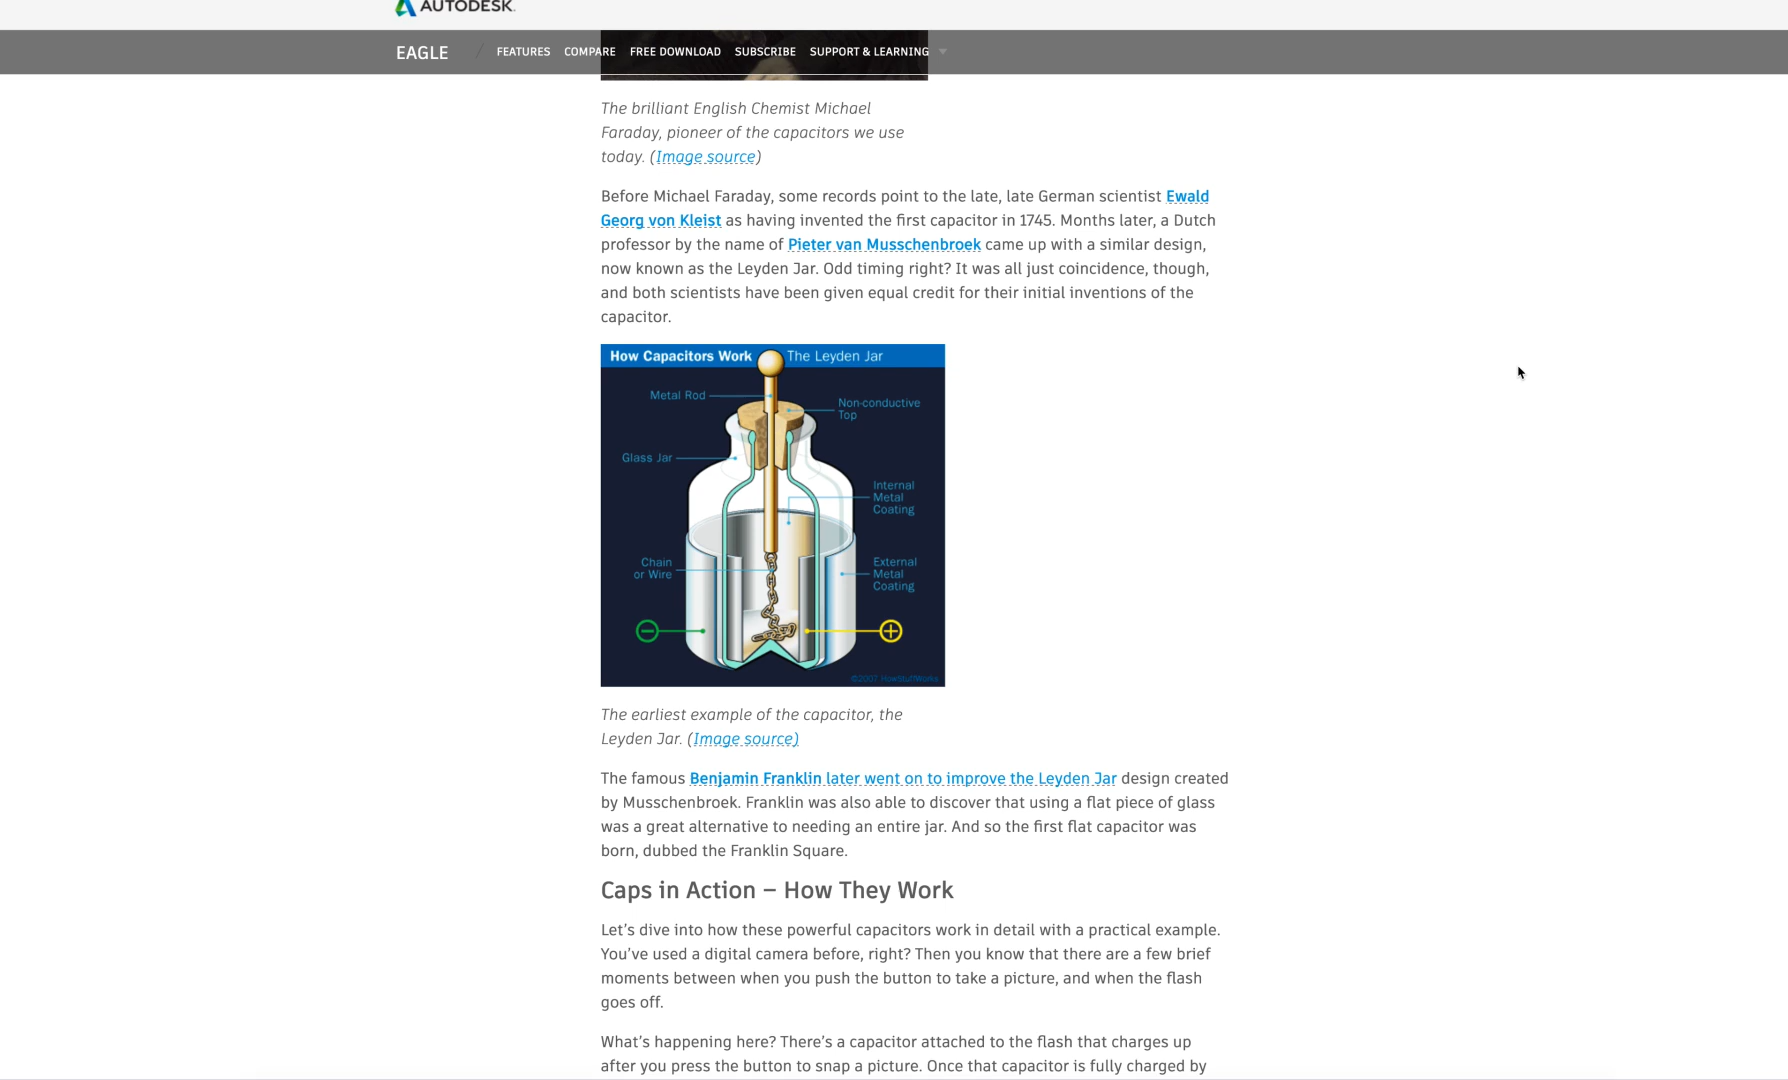 AUTODESK.
EAGLE / FEATURES COMPARE FREE DOWNLOAD SUBSCRIBE SUPPORT & LEARNING
The brilliant English Chemist Michael
Faraday, pioneer of the capacitors we use
today. (Image source)
Before Michael Faraday, some records point to the late, late German scientist Ewald
Georg von Kleist as having invented the first capacitor in 1745. Months later, a Dutch
professor by the name of Pieter van Musschenbroek came up with a similar design,
now known as the Leyden Jar. Odd timing right? It was all just coincidence, though,
and both scientists have been given equal credit for their initial inventions of the
capacitor.
How Capacitors Work The Leyden Jar
Metal Rod
Non-conductive
Top
Glass Jar
Internal
Metal
Coating
Chain
or Wire
External
Metal
Coating
©2007 HowStuffWorks
The earliest example of the capacitor, the
Leyden Jar. (Image source)
The famous Benjamin Franklin later went on to improve the Leyden Jar design created
by Musschenbroek. Franklin was also able to discover that using a flat piece of glass
was a great alternative to needing an entire jar. And so the first flat capacitor was
born, dubbed the Franklin Square.
Caps in Action – How They Work
Let's dive into how these powerful capacitors work in detail with a practical example.
You've used a digital camera before, right? Then you know that there are a few brief
moments between when you push the button to take a picture, and when the flash
goes off.
What's happening here? There's a capacitor attached to the flash that charges up
after you press the button to snap a picture. Once that capacitor is fully charged by